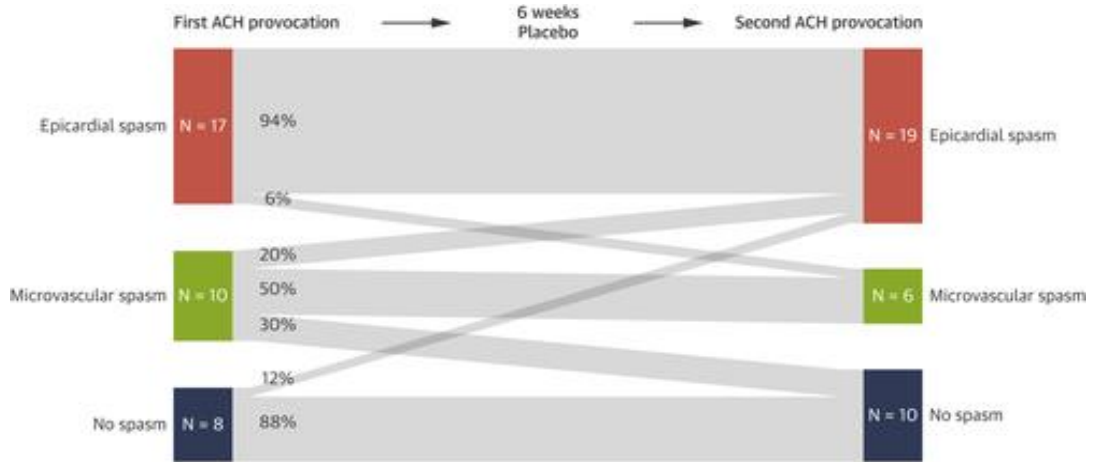 First ACH provocation
6 weeks
Placebo
Second ACH provocation
Epicardial spasm
N = 17
94%
6%
N = 19
Epicardial spasm
Microvascular spasm
N = 10
20%
50%
30%
N = 6
Microvascular spasm
No spasm
N = 8
12%
88%
N = 10
No spasm